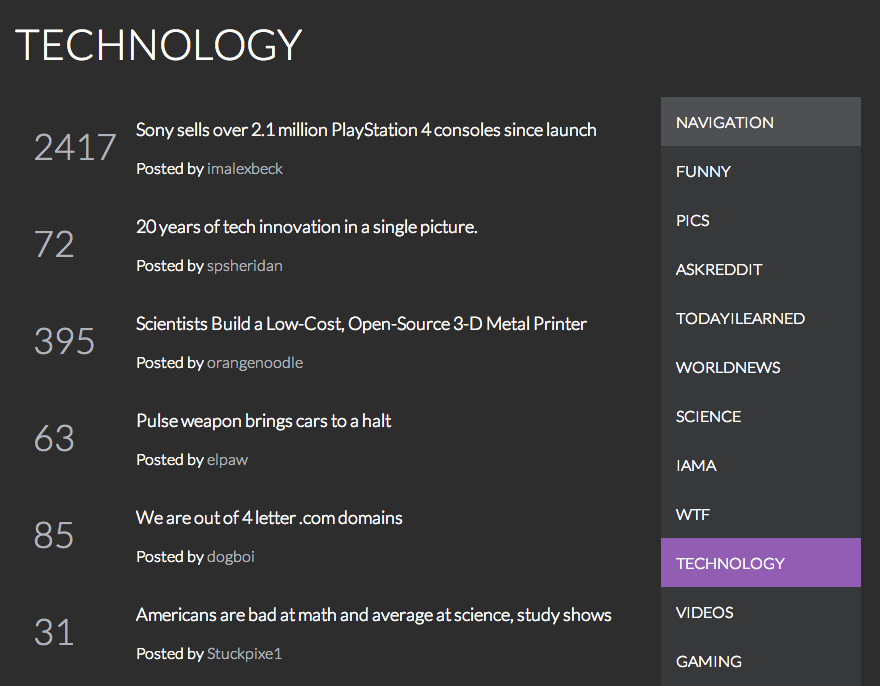 TECHNOLOGY
2417
Sony sells over 2.1 million PlayStation 4 consoles since launch
Posted by imalexbeck
72
20 years of tech innovation in a single picture.
Posted by spsheridan
395
Scientists Build a Low-Cost, Open-Source 3-D Metal Printer
Posted by orangenoodle
63
Pulse weapon brings cars to a halt
Posted by elpaw
85
We are out of 4 letter .com domains
Posted by dogboi
31
Americans are bad at math and average at science, study shows
Posted by Stuckpixe1
NAVIGATION
FUNNY
PICS
ASKREDDIT
TODAYILEARNED
WORLDNEWS
SCIENCE
IAMA
WTF
TECHNOLOGY
VIDEOS
GAMING